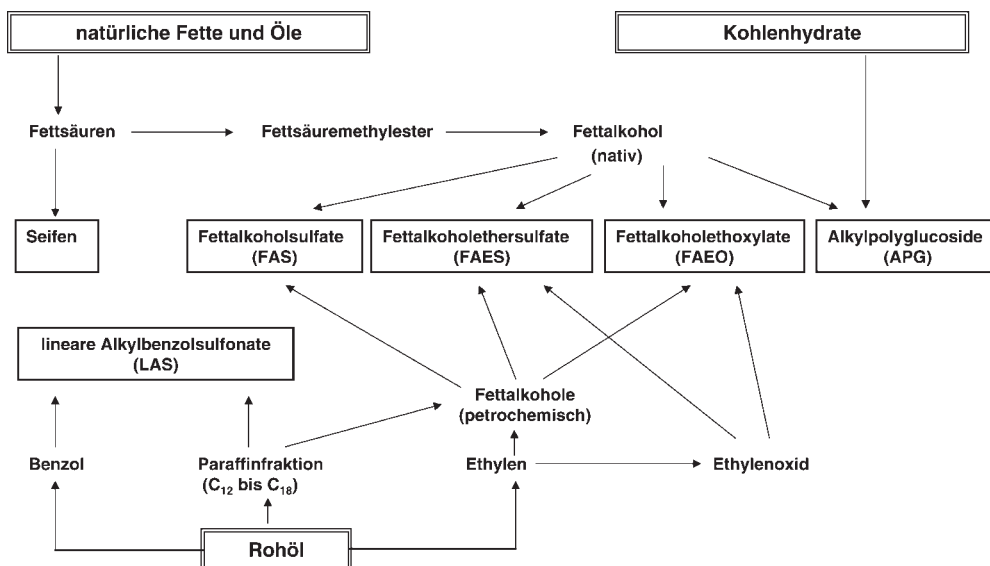 natürliche Fette und Öle
Kohlenhydrate
Fettsäuren
Fettsäuremethylester
Fettalkohol
(nativ)
Seifen
Fettalkoholsulfate
(FAS)
Fettalkoholethersulfate
(FAES)
Fettalkoholethoxylate
(FAEO)
Alkylpolyglucoside
(APG)
lineare Alkylbenzolsulfonate
(LAS)
Fettalkohole
(petrochemisch)
Benzol
Paraffinfraktion
(C₁₂ bis C₁₈)
Ethylen
Ethylenoxid
Rohöl